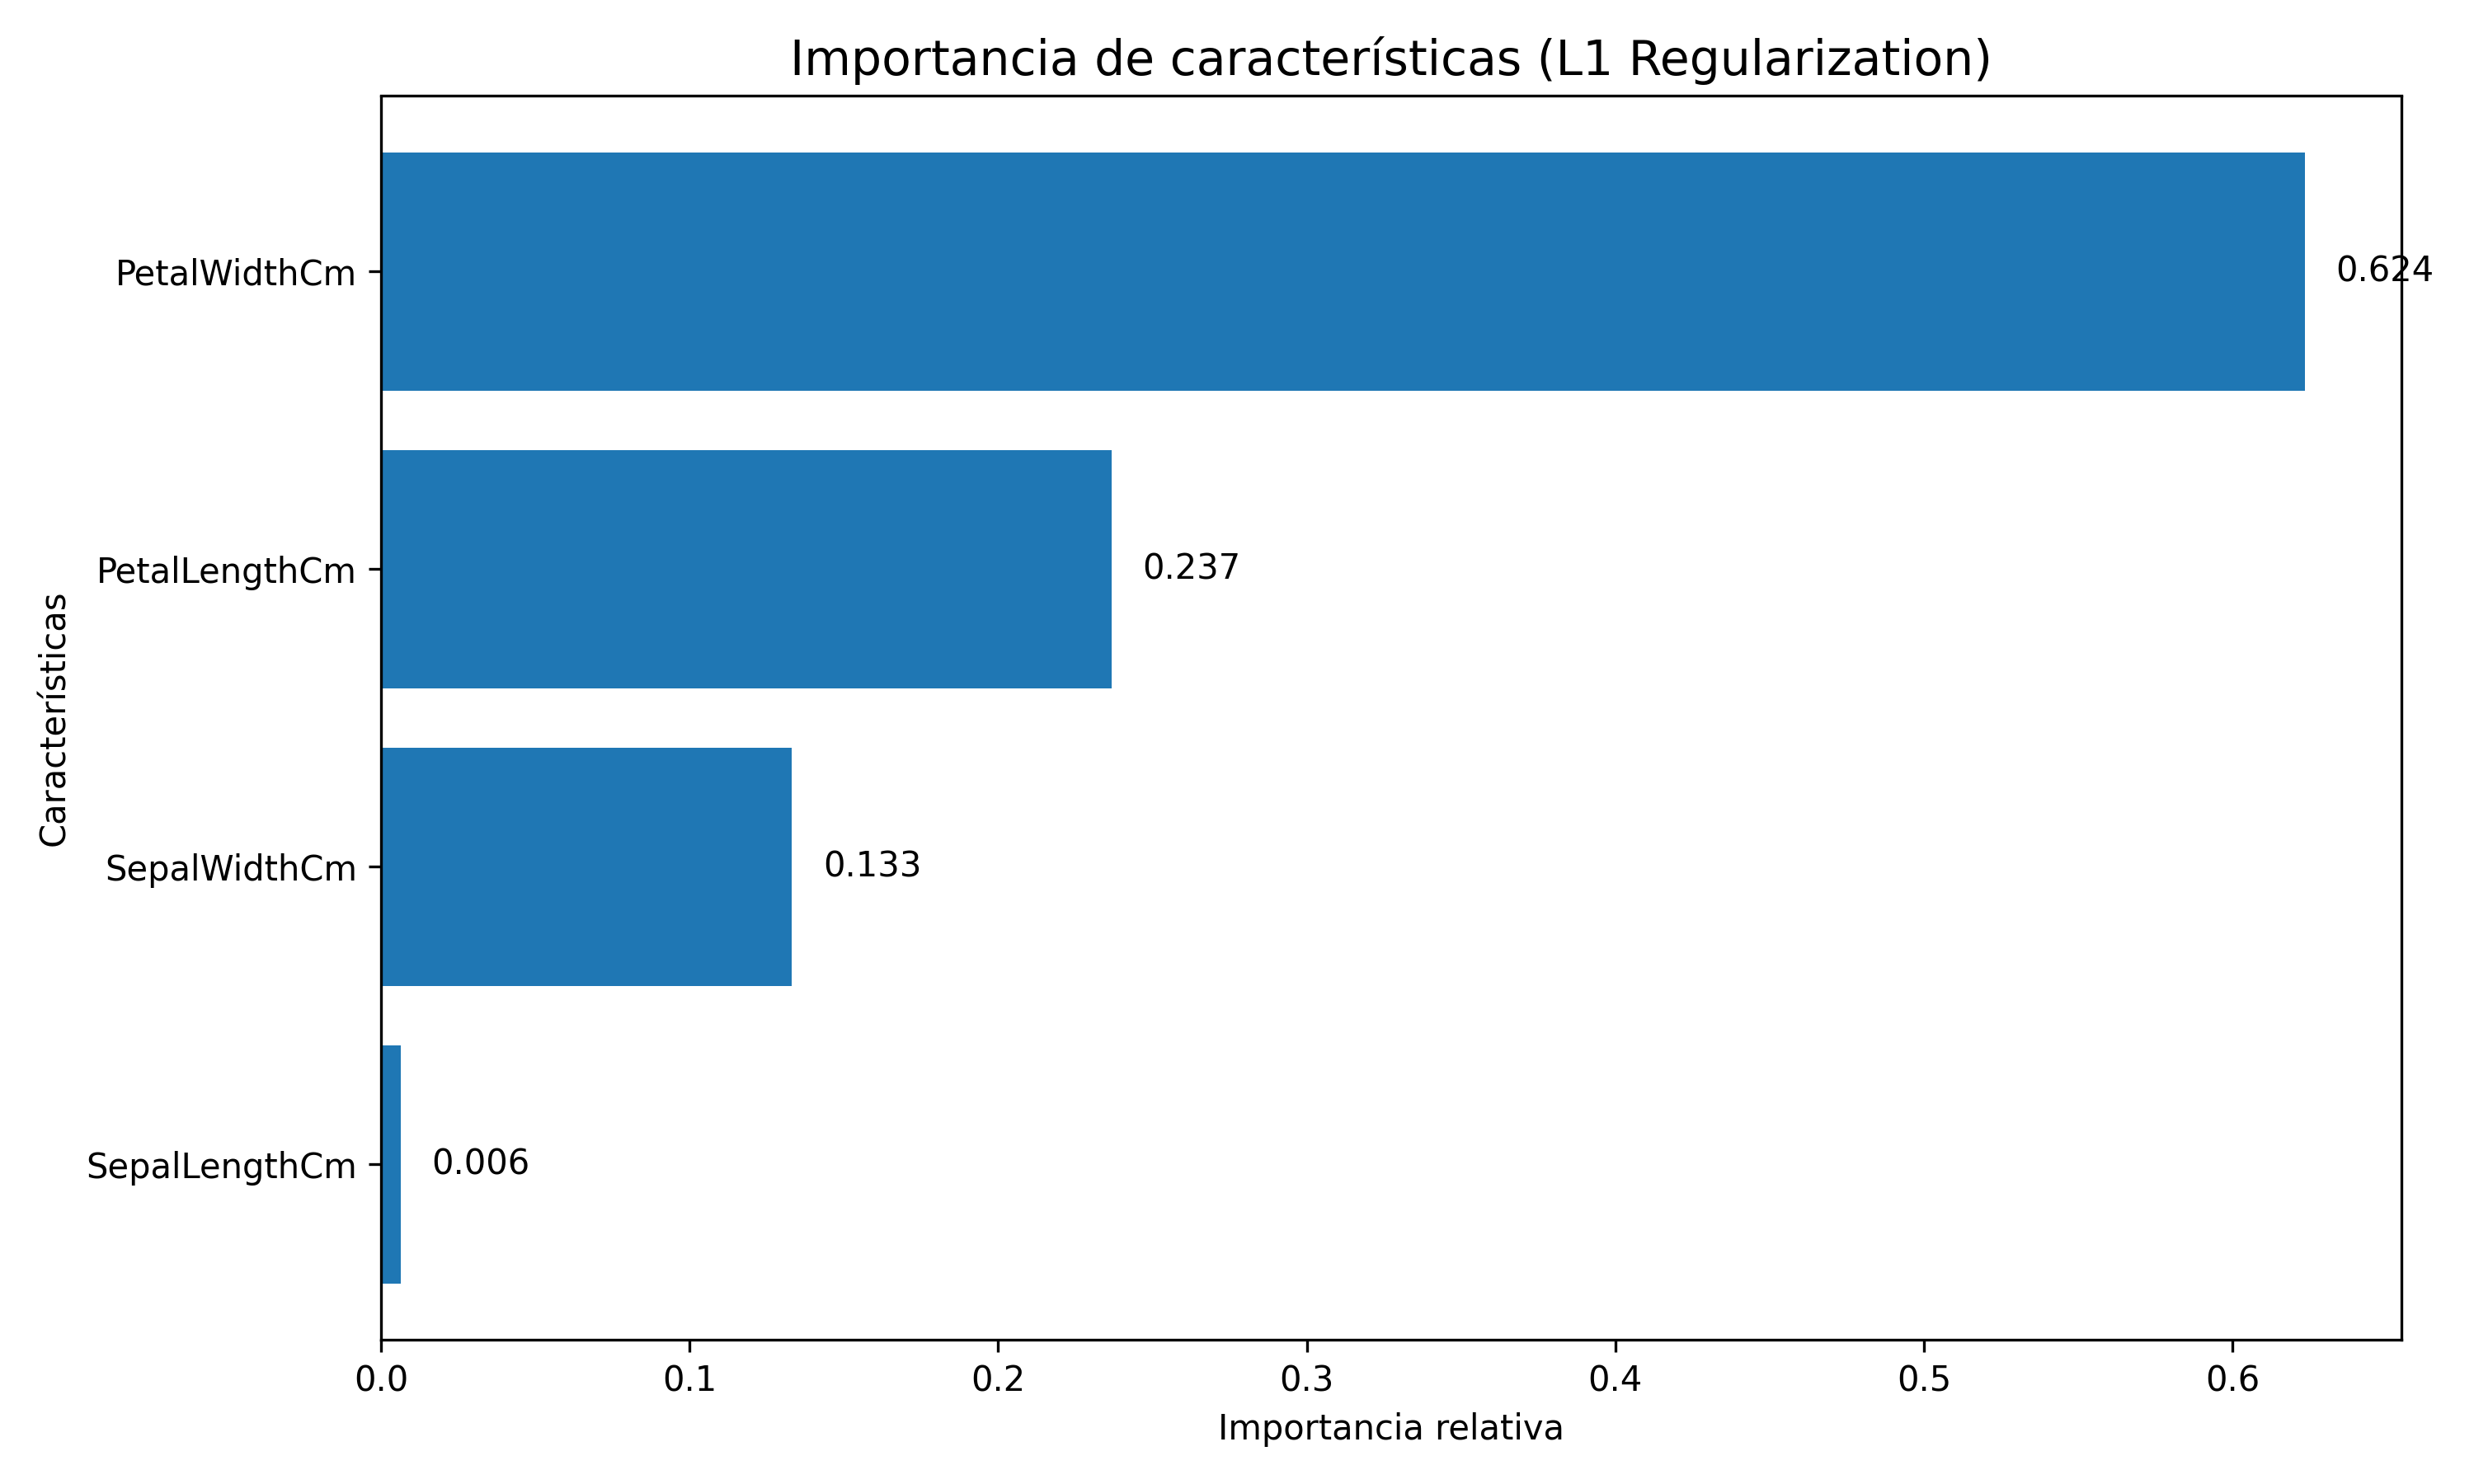 Importancia de características (L1 Regularization)
Características
PetalWidthCm
0.624
PetalLengthCm
0.237
SepalWidthCm
0.133
SepalLengthCm
0.006
0.0 0.1 0.2 0.3 0.4 0.5 0.6
Importancia relativa